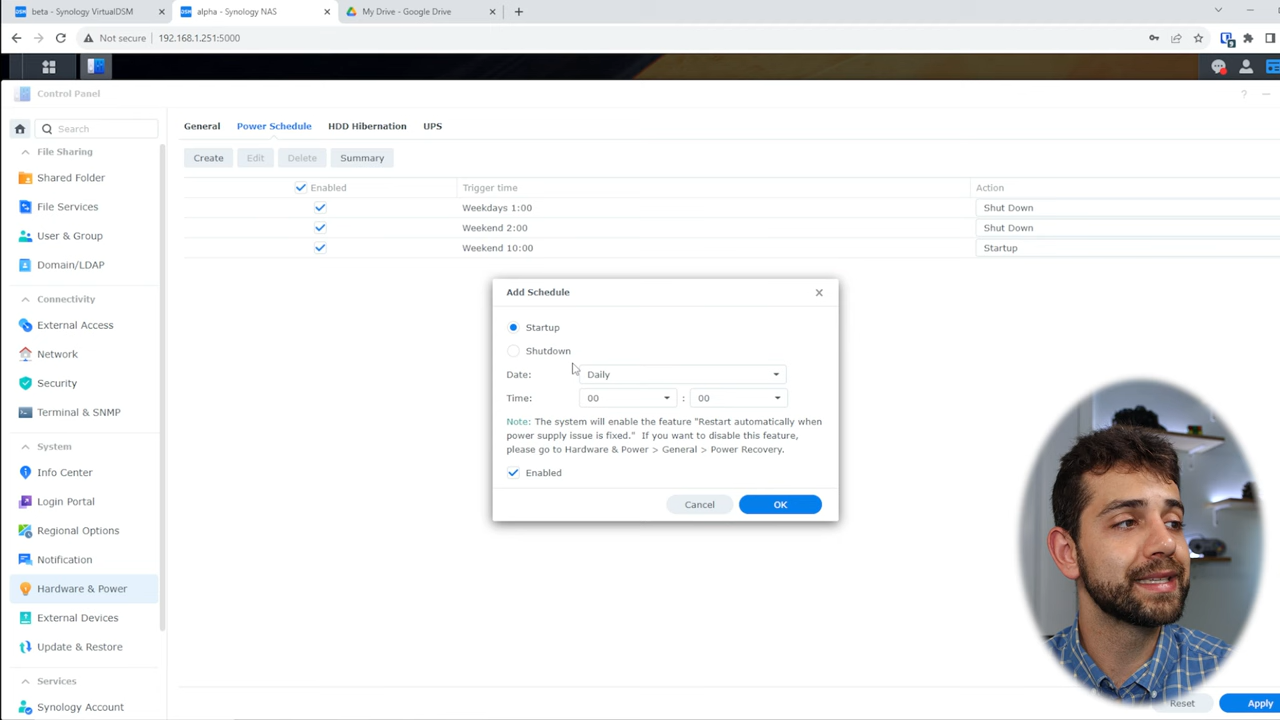 beta - Synology VirtualDSM
alpha - Synology NAS
My Drive - Google Drive
Not secure
192.168.1.251:5000
Control Panel
Search
File Sharing
Shared Folder
File Services
User & Group
Domain/LDAP
Connectivity
External Access
Network
Security
Terminal & SNMP
System
Info Center
Login Portal
Regional Options
Notification
Hardware & Power
External Devices
Update & Restore
Services
Synology Account
General
Power Schedule
HDD Hibernation
UPS
Create
Edit
Delete
Summary
Enabled
Trigger time
Action
Weekdays 1:00
Shut Down
Weekend 2:00
Shut Down
Weekend 10:00
Startup
Add Schedule
Startup
Shutdown
Date:
Daily
Time:
00
:
00
Note: The system will enable the feature "Restart automatically when
power supply issue is fixed." If you want to disable this feature,
please go to Hardware & Power > General > Power Recovery.
Enabled
Cancel
OK
Reset
Apply